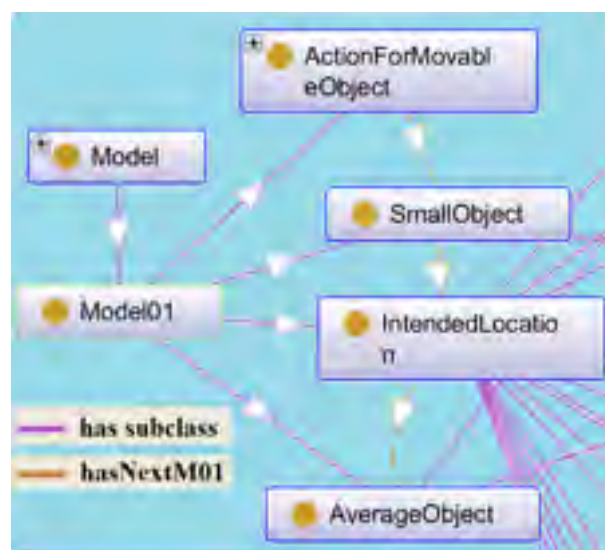 ActionForMovabl
eObject
Model
SmallObject
Model01
IntendedLocatio
n
has subclass
hasNextM01
AverageObject